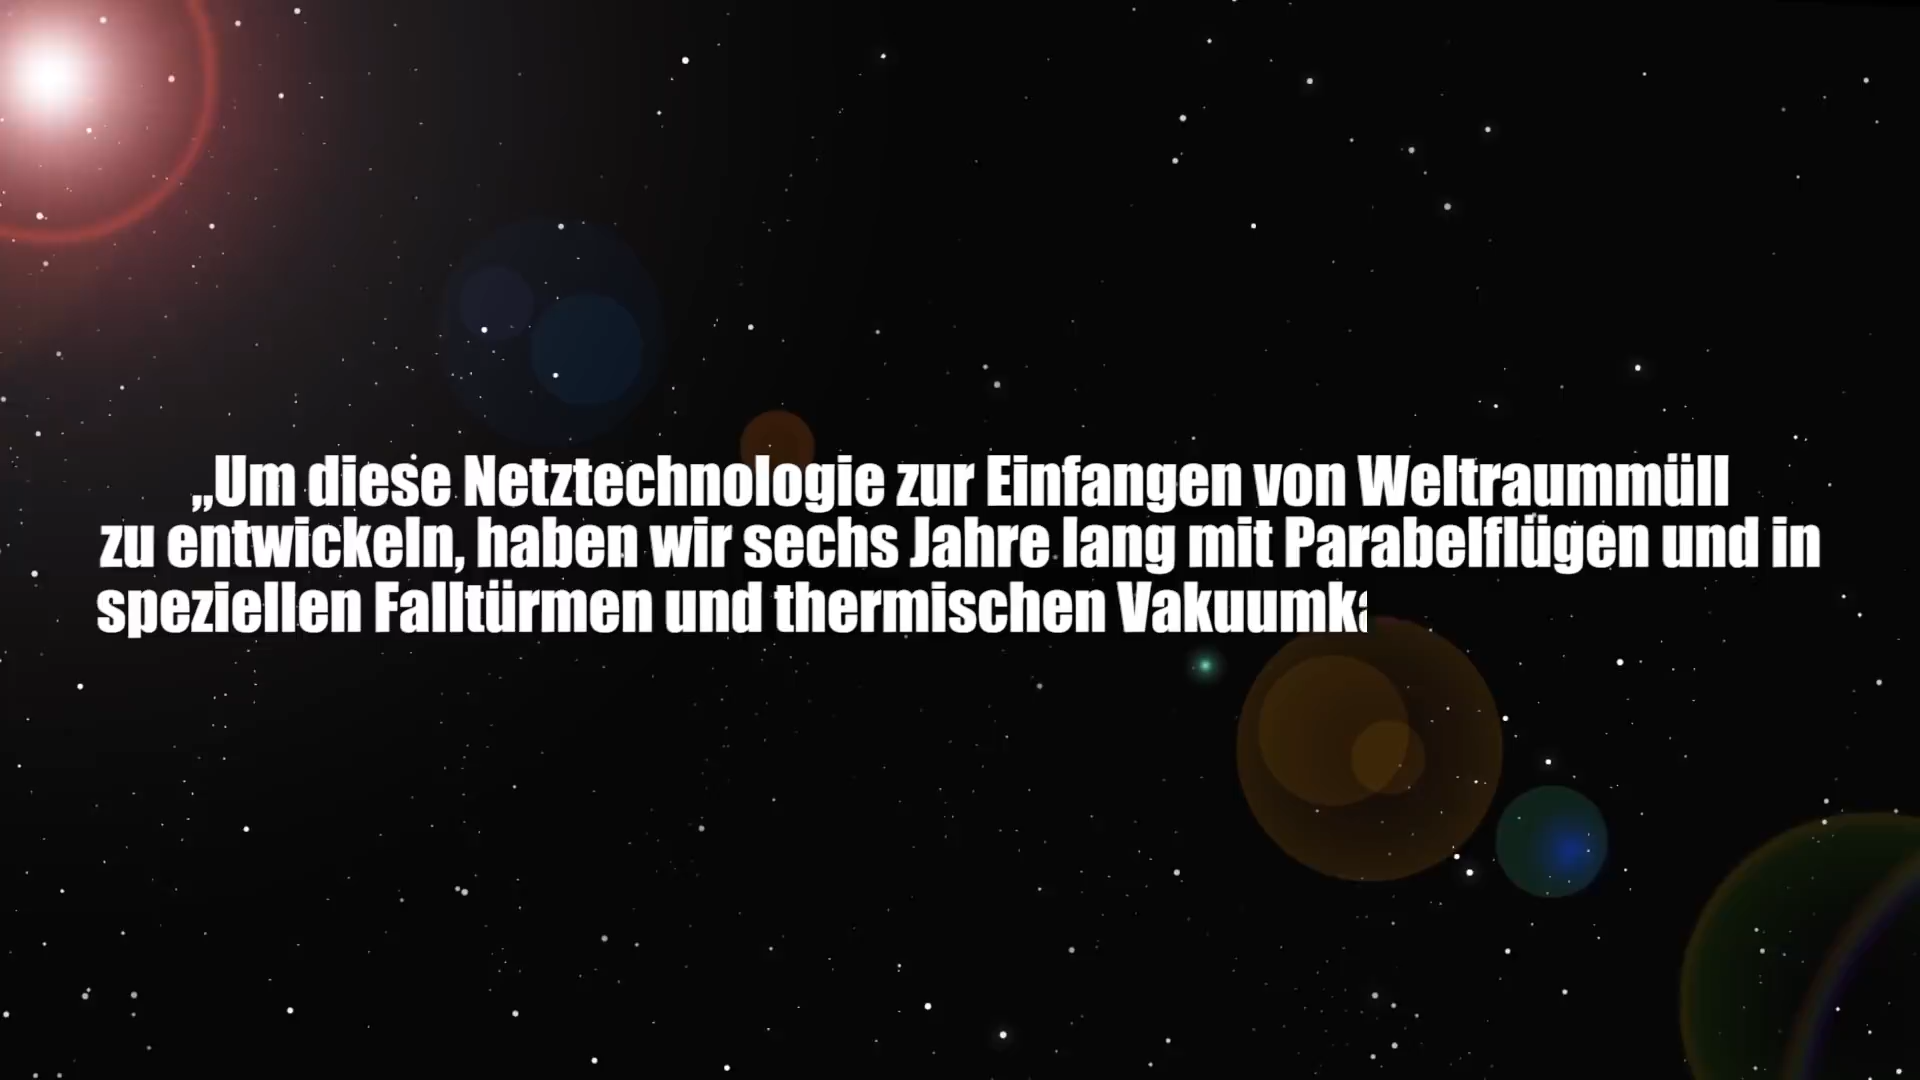 „Um diese Netztechnologie zur Einfangen von Weltraummüll
zu entwickeln, haben wir sechs Jahre lang mit Parabelflügen und in
speziellen Falltürmen und thermischen